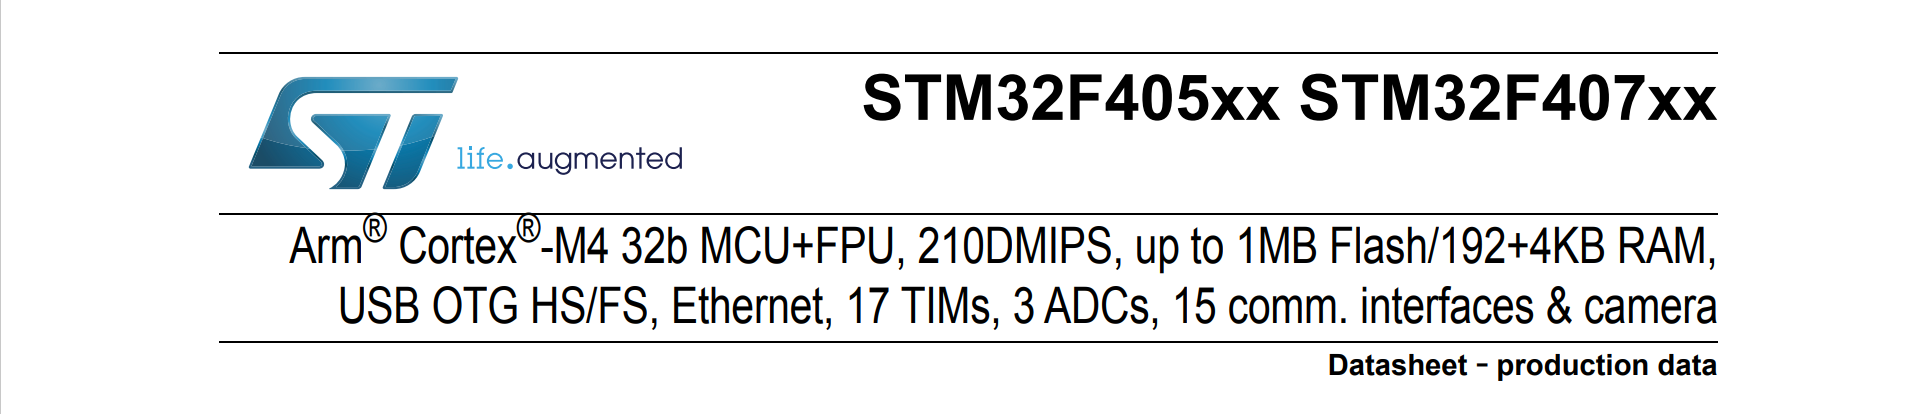 STM32F405xx STM32F407xx
ST life.augmented
Arm® Cortex®-M4 32b MCU+FPU, 210DMIPS, up to 1MB Flash/192+4KB RAM,
USB OTG HS/FS, Ethernet, 17 TIMs, 3 ADCs, 15 comm. interfaces & camera
Datasheet - production data